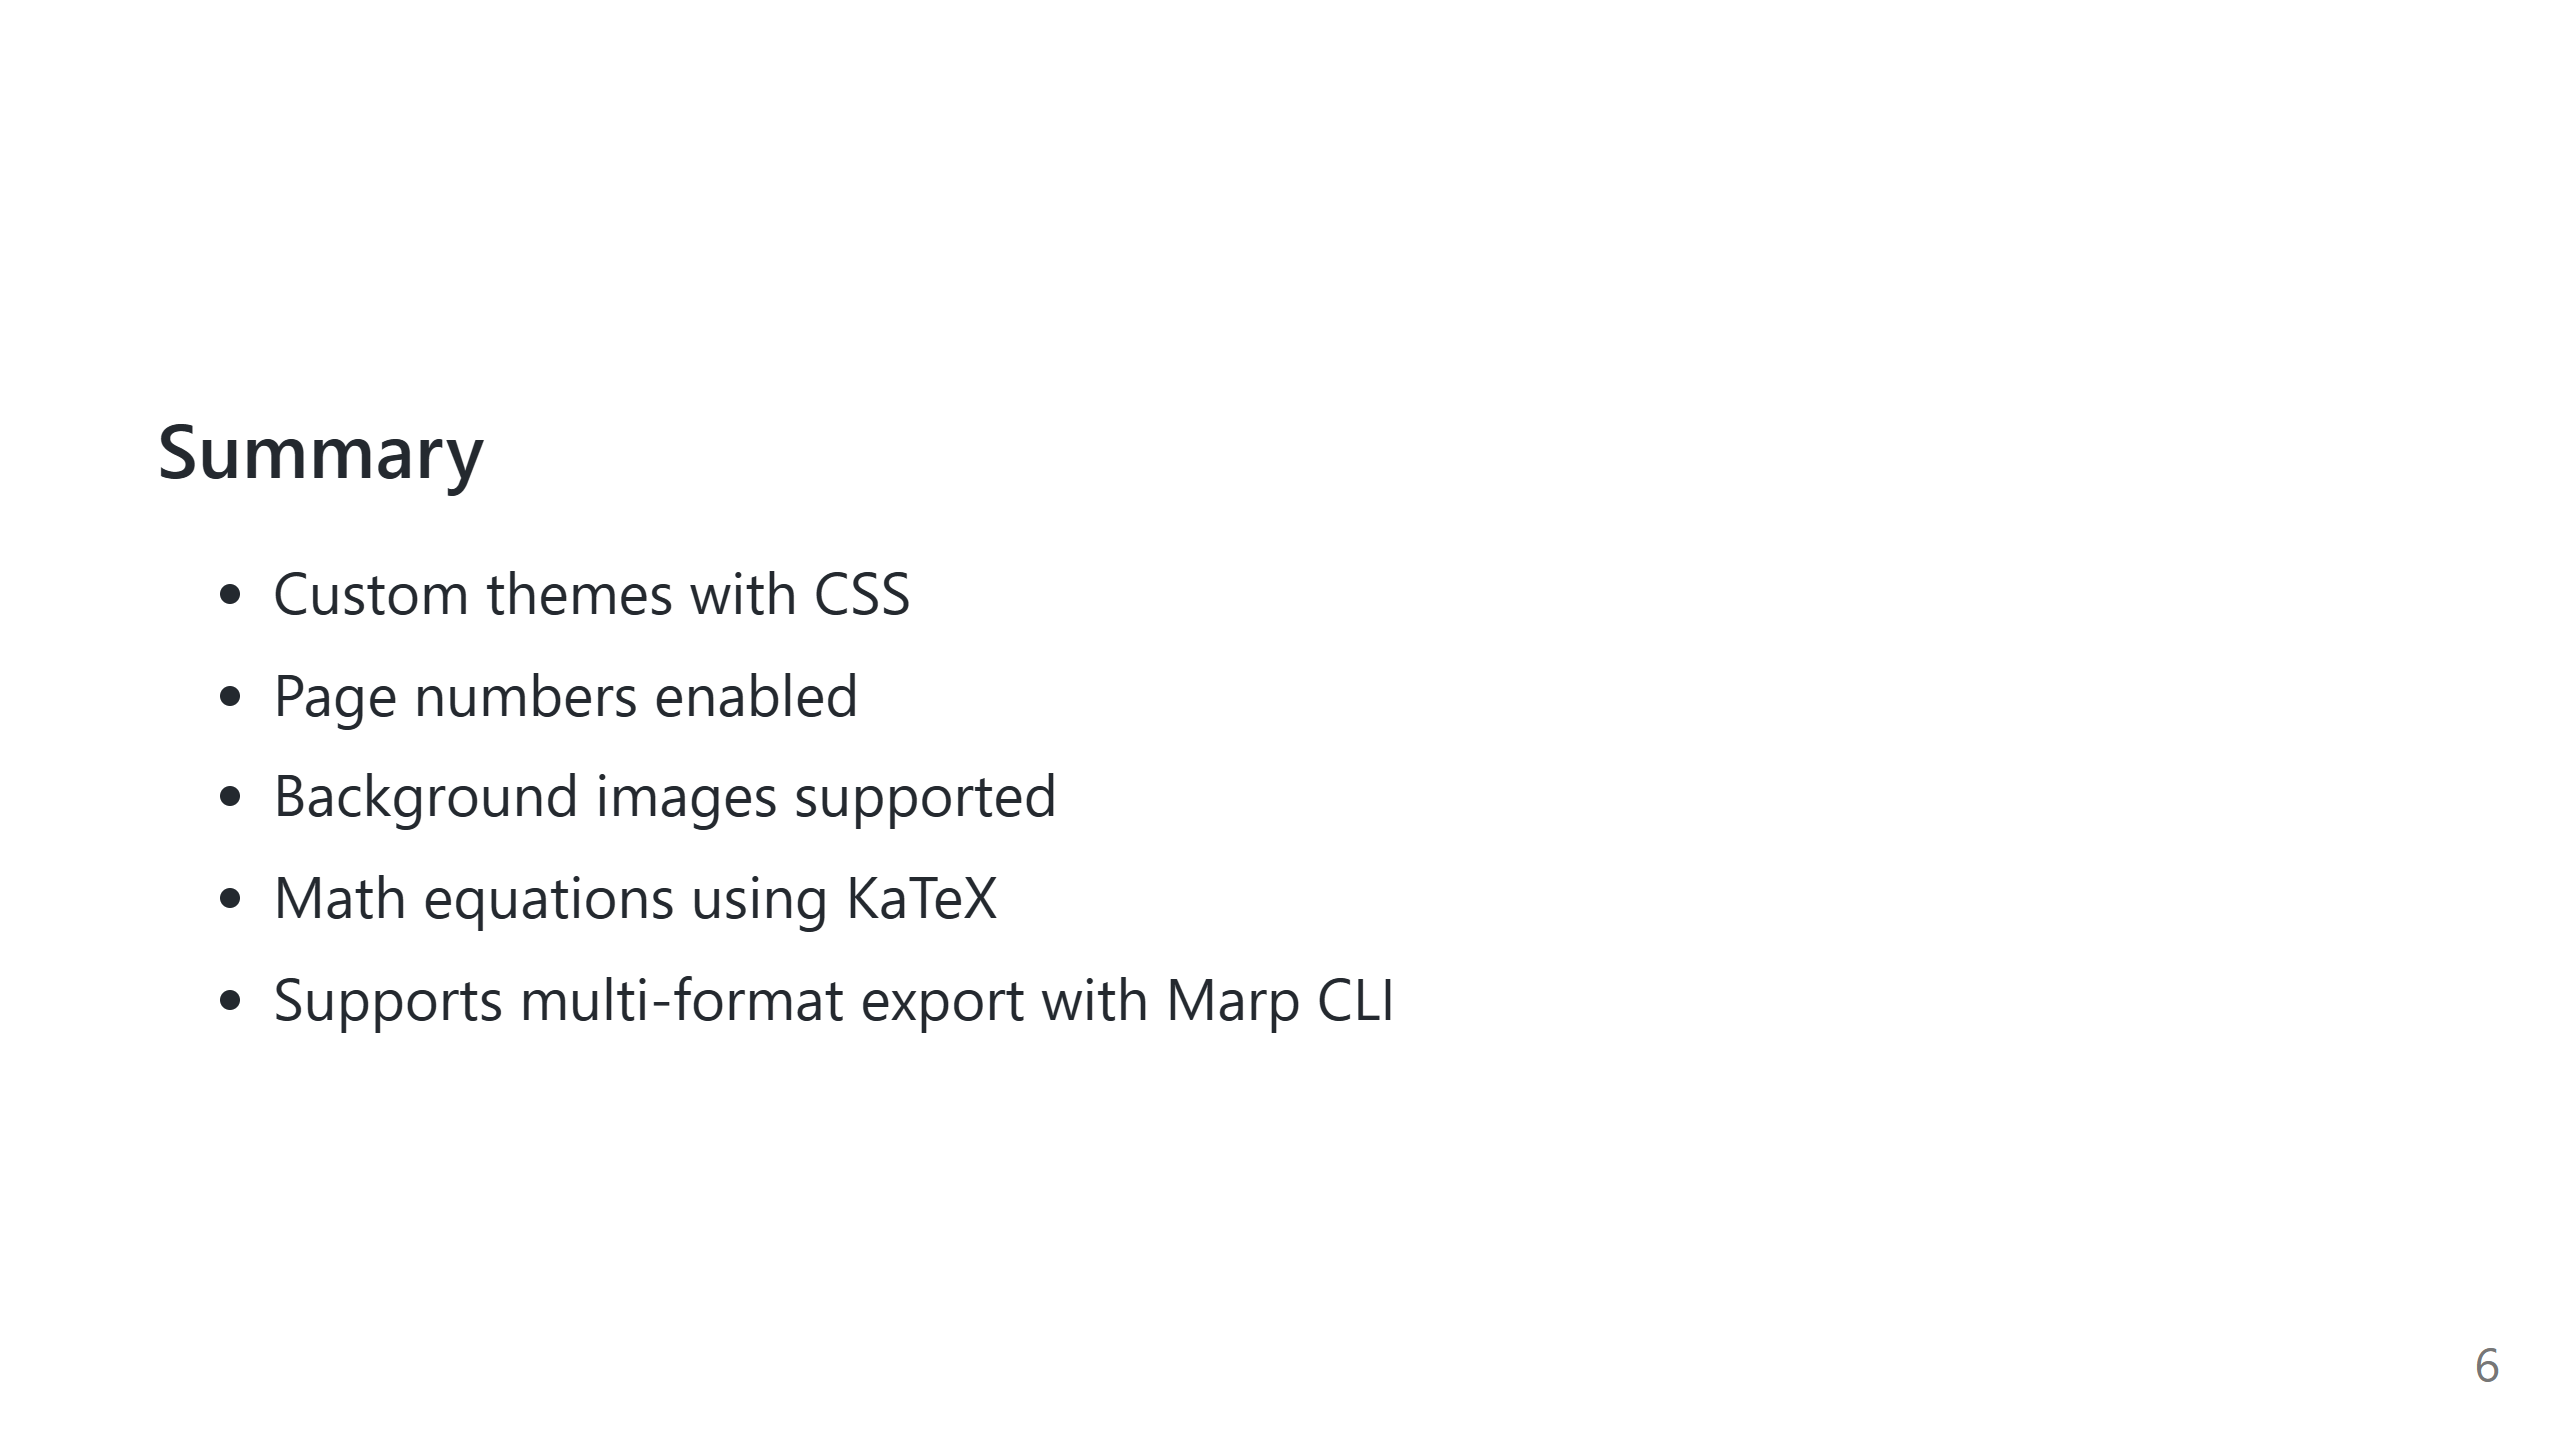 Summary
• Custom themes with CSS
• Page numbers enabled
• Background images supported
• Math equations using KaTeX
• Supports multi-format export with Marp CLI
6